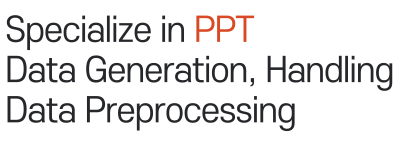 Specialize in PPT
Data Generation, Handling
Data Preprocessing